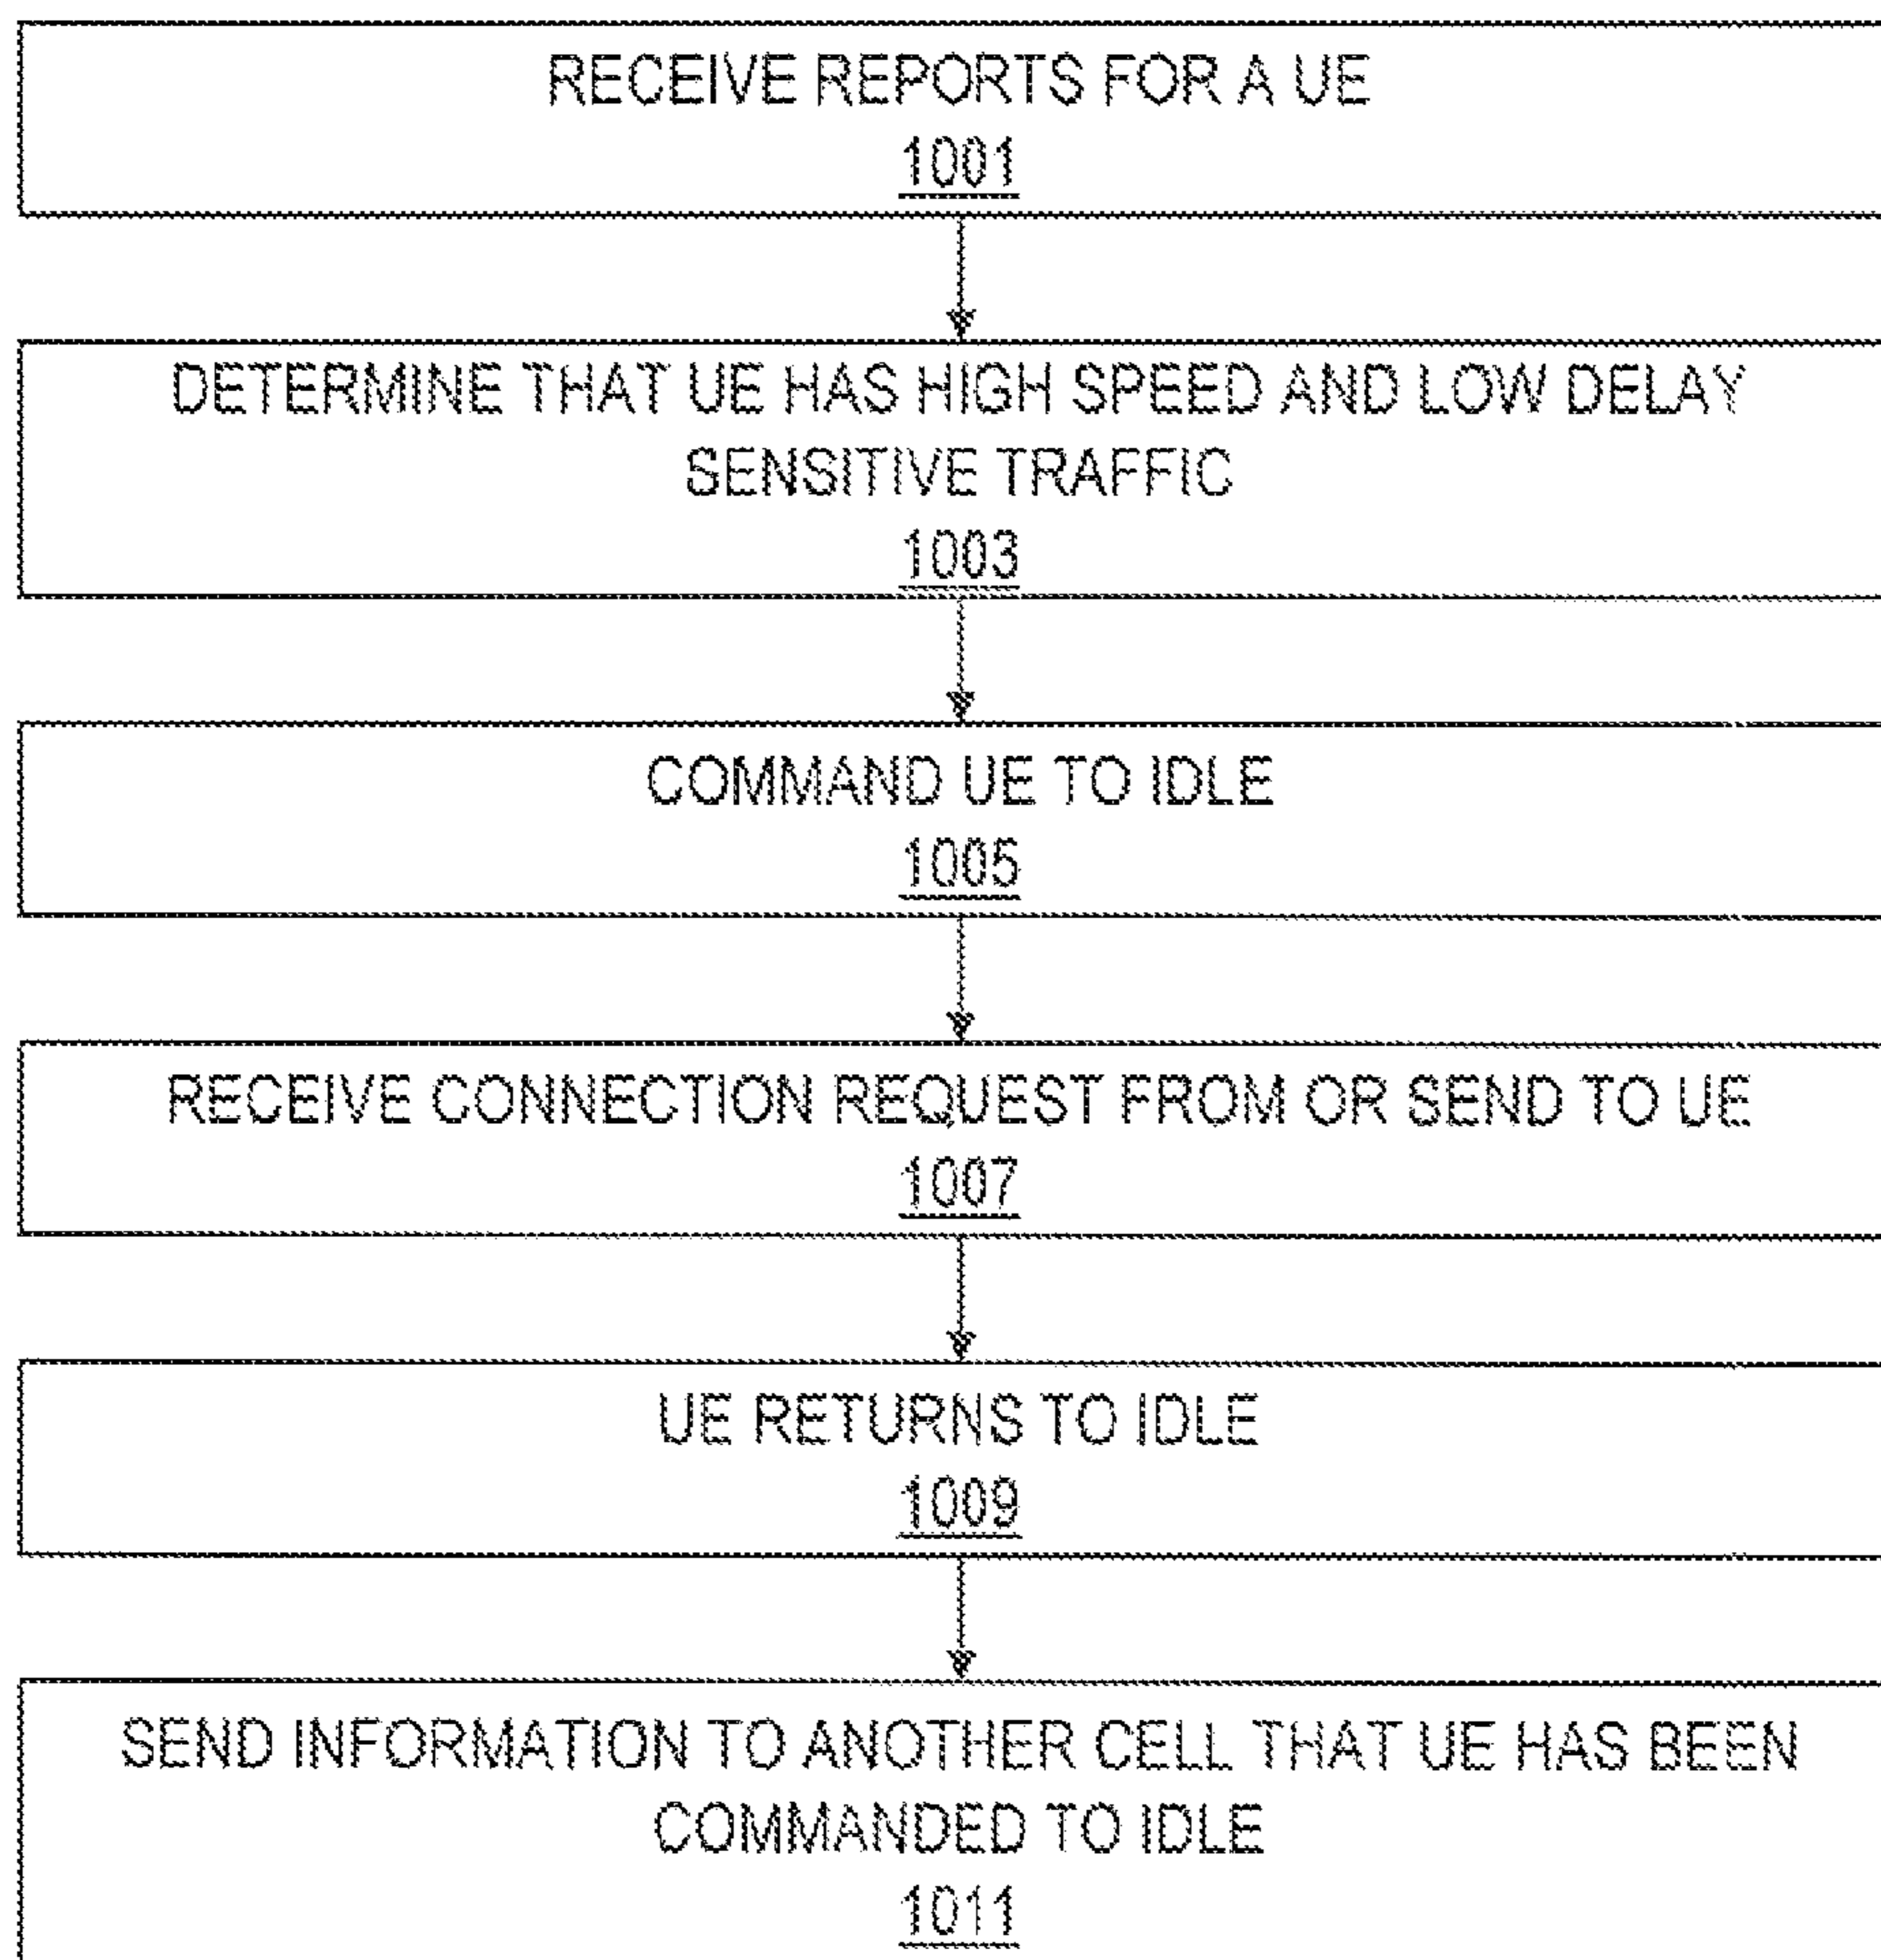 RECEIVE REPORTS FOR A UE
1001
DETERMINE THAT UE HAS HIGH SPEED AND LOW DELAY
SENSITIVE TRAFFIC
1003
COMMAND UE TO IDLE
1005
RECEIVE CONNECTION REQUEST FROM OR SEND TO UE
1007
UE RETURNS TO IDLE
1009
SEND INFORMATION TO ANOTHER CELL THAT UE HAS BEEN
COMMANDED TO IDLE
1011